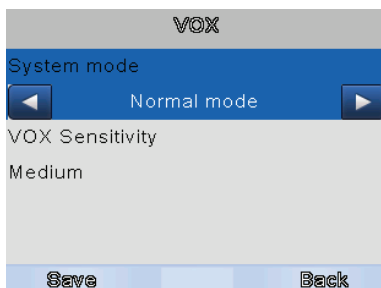 VOX
System mode
Normal mode
VOX Sensitivity
Medium
Save Back